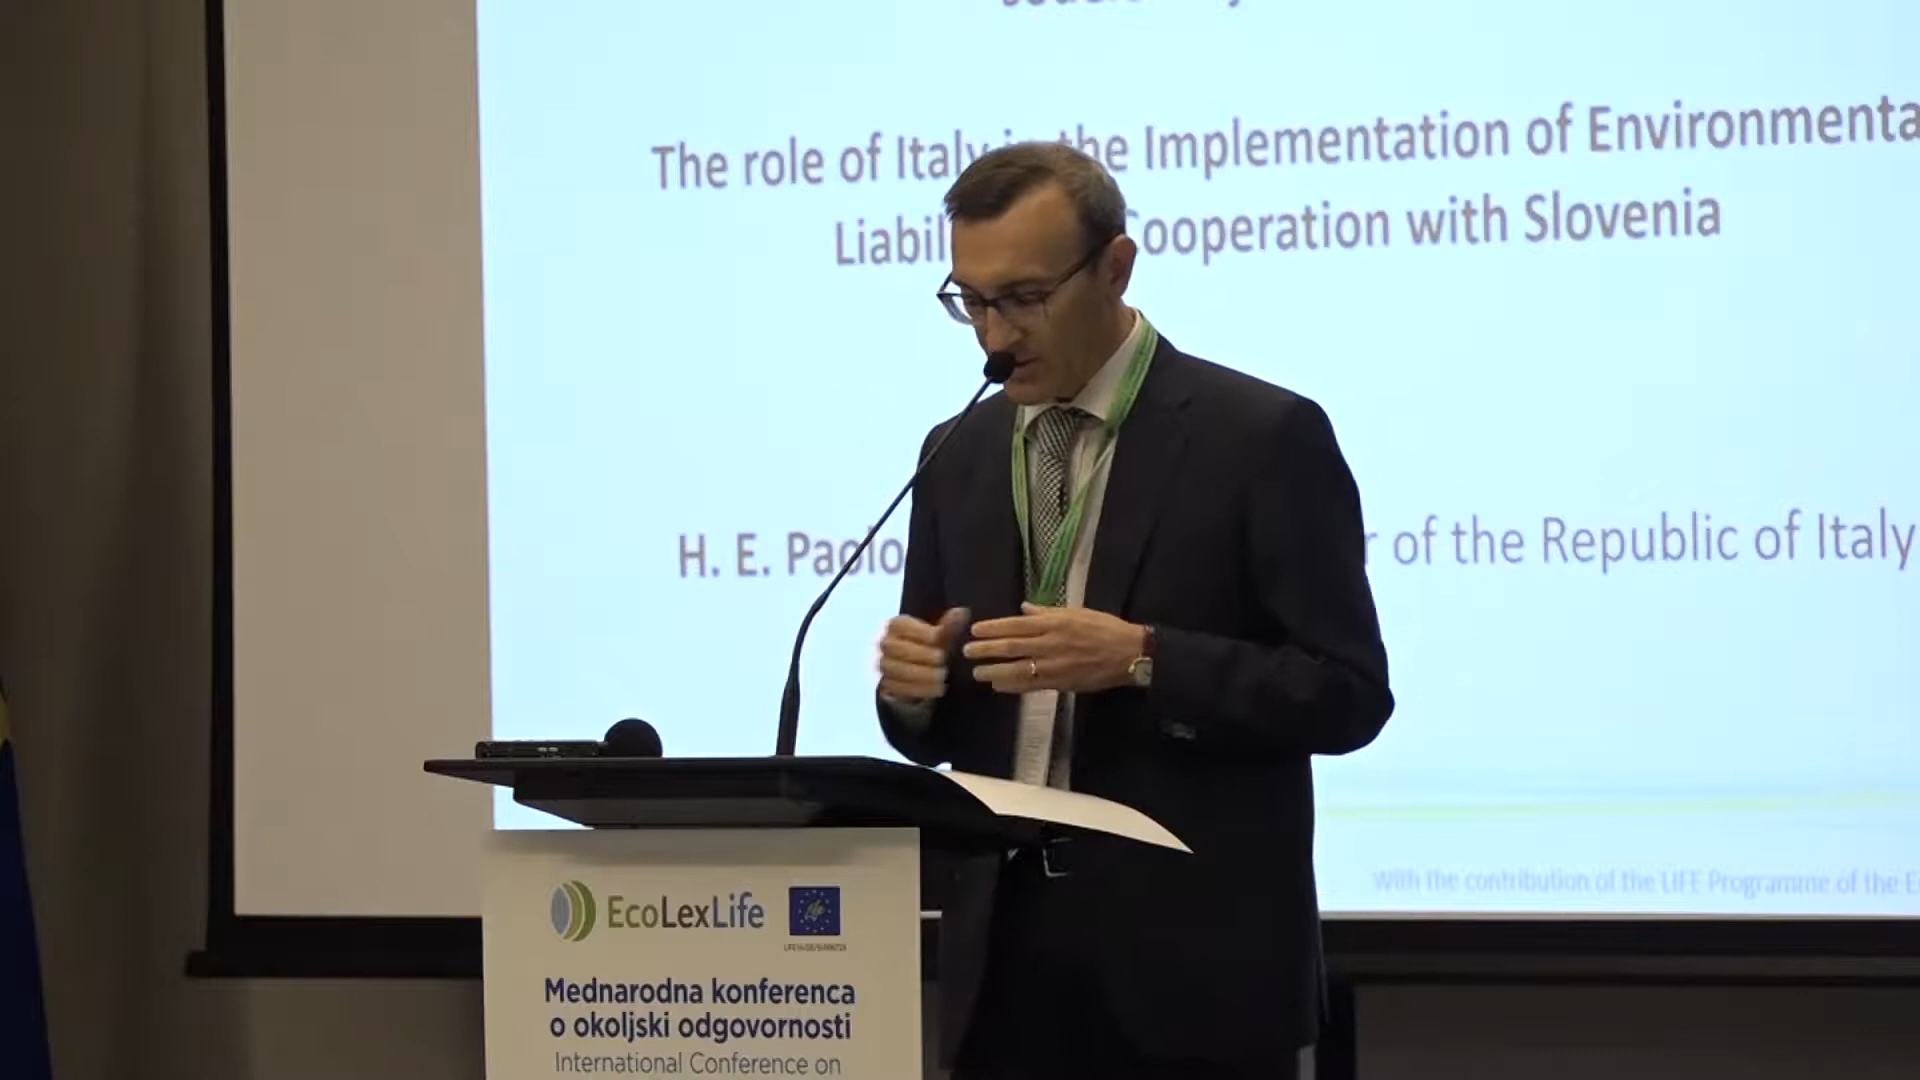 The role of Italy in the Implementation of Environmenta
Liabil Cooperation with Slovenia
H. E. Paolo r of the Republic of Italy
With the contribution of the LIFE Programme of the E
EcoLexLife
Mednarodna konferenca
o okoljski odgovornosti
International Conference on